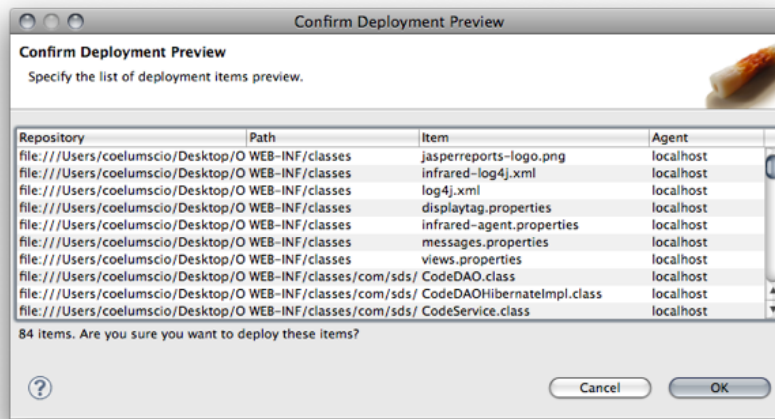 Confirm Deployment Preview
Confirm Deployment Preview
Specify the list of deployment items preview.
Repository Path Item Agent
file:///Users/coelumscio/Desktop/O WEB-INF/classes jasperreports-logo.png localhost
file:///Users/coelumscio/Desktop/O WEB-INF/classes infrared-log4j.xml localhost
file:///Users/coelumscio/Desktop/O WEB-INF/classes log4j.xml localhost
file:///Users/coelumscio/Desktop/O WEB-INF/classes displaytag.properties localhost
file:///Users/coelumscio/Desktop/O WEB-INF/classes infrared-agent.properties localhost
file:///Users/coelumscio/Desktop/O WEB-INF/classes messages.properties localhost
file:///Users/coelumscio/Desktop/O WEB-INF/classes views.properties localhost
file:///Users/coelumscio/Desktop/O WEB-INF/classes/com/sds/ CodeDAO.class localhost
file:///Users/coelumscio/Desktop/O WEB-INF/classes/com/sds/ CodeDAOHibernateImpl.class localhost
file:///Users/coelumscio/Desktop/O WEB-INF/classes/com/sds/ CodeService.class localhost
84 items. Are you sure you want to deploy these items?
? Cancel OK